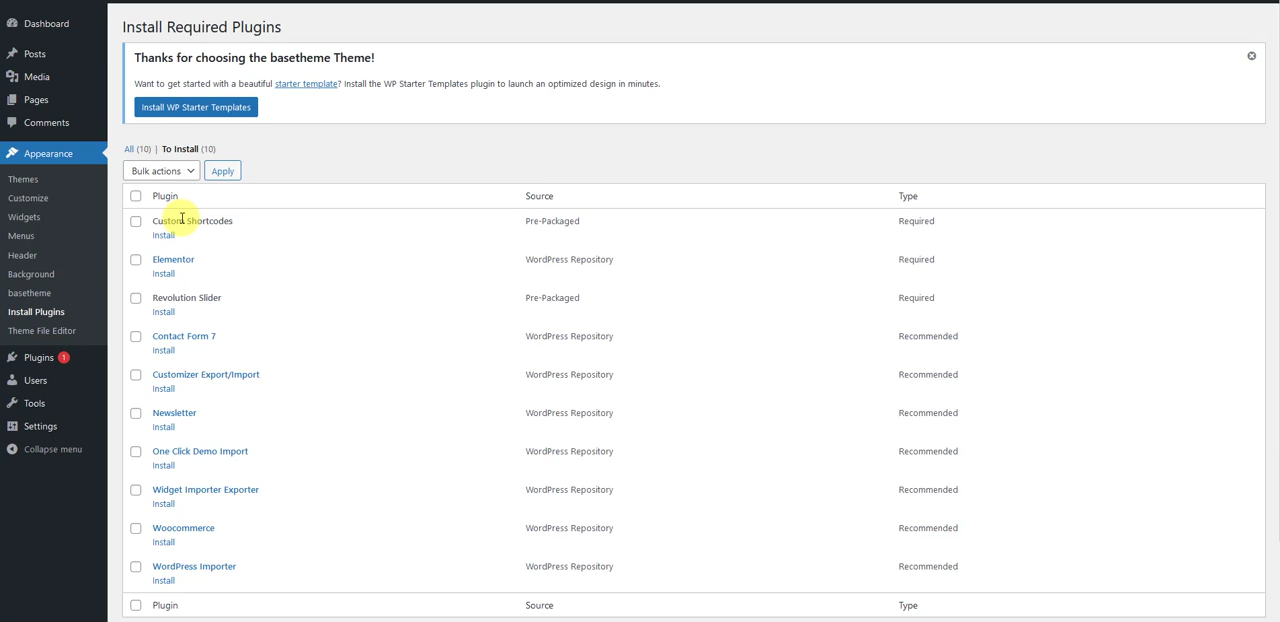 Dashboard
Posts
Media
Pages
Comments
Appearance
Themes
Customize
Widgets
Menus
Header
Background
basetheme
Install Plugins
Theme File Editor
Plugins 1
Users
Tools
Settings
Collapse menu
Install Required Plugins
Thanks for choosing the basetheme Theme!
Want to get started with a beautiful starter template? Install the WP Starter Templates plugin to launch an optimized design in minutes.
Install WP Starter Templates
All (10) | To Install (10)
Bulk actions Apply
Plugin Source Type
Custom Shortcodes Pre-Packaged Required
Install
Elementor WordPress Repository Required
Install
Revolution Slider Pre-Packaged Required
Install
Contact Form 7 WordPress Repository Recommended
Install
Customizer Export/Import WordPress Repository Recommended
Install
Newsletter WordPress Repository Recommended
Install
One Click Demo Import WordPress Repository Recommended
Install
Widget Importer Exporter WordPress Repository Recommended
Install
Woocommerce WordPress Repository Recommended
Install
WordPress Importer WordPress Repository Recommended
Install
Plugin Source Type